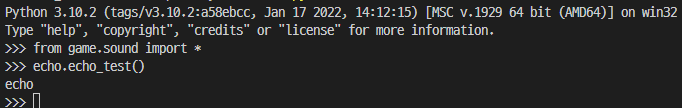 Python 3.10.2 (tags/v3.10.2:a58ebcc, Jan 17 2022, 14:12:15) [MSC v.1929 64 bit (AMD64)] on win32
Type "help", "copyright", "credits" or "license" for more information.
>>> from game.sound import *
>>> echo.echo_test()
echo
>>>